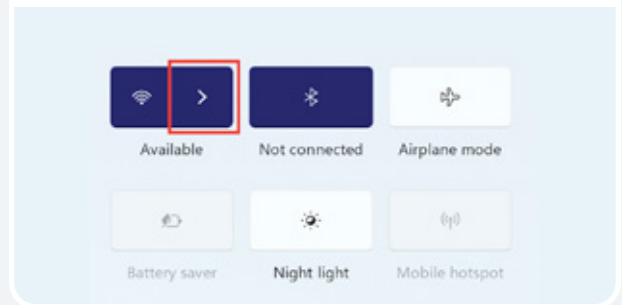 Available
Not connected
Airplane mode
Battery saver
Night light
Mobile hotspot